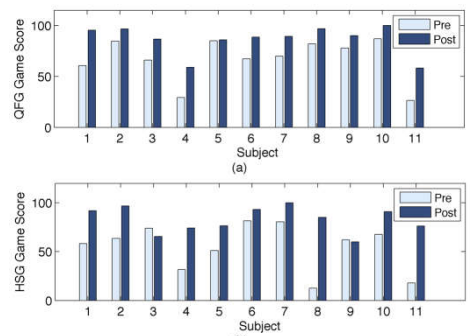 QFG Game Score
100
50
0
Pre
Post
1 2 3 4 5 6 7 8 9 10 11
Subject
(a)
HSG Game Score
100
50
0
Pre
Post
1 2 3 4 5 6 7 8 9 10 11
Subject